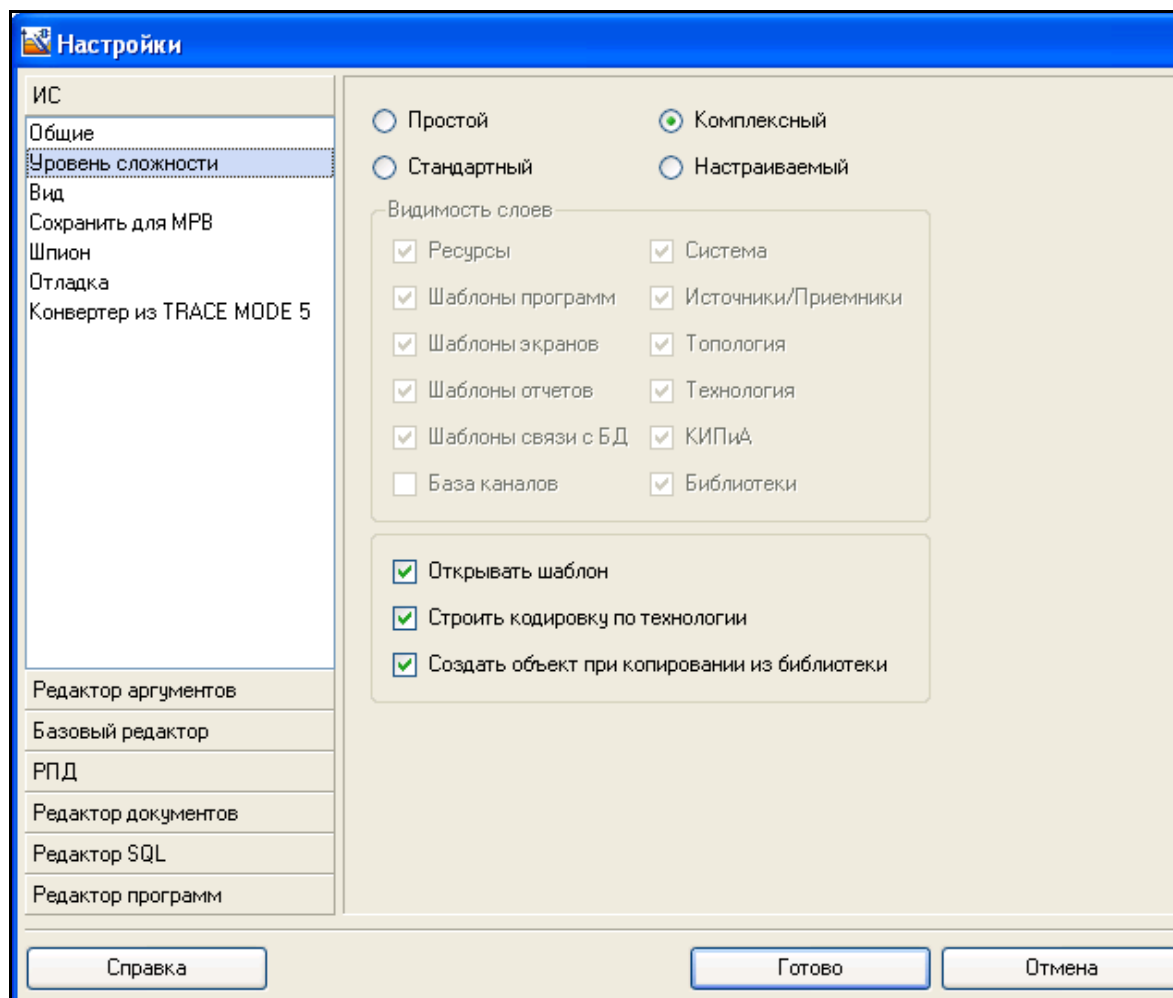 Настройки
ИС
Общие
Уровень сложности
Вид
Сохранить для МРВ
Шпион
Отладка
Конвертер из TRACE MODE 5
Редактор аргументов
Базовый редактор
РПД
Редактор документов
Редактор SQL
Редактор программ
Простой Комплексный
Стандартный Настраиваемый
Видимость слоев
Ресурсы Система
Шаблоны программ Источники/Приемники
Шаблоны экранов Топология
Шаблоны отчетов Технология
Шаблоны связи с БД КИПиА
База каналов Библиотеки
Открывать шаблон
Строить кодировку по технологии
Создать объект при копировании из библиотеки
Справка Готово Отмена